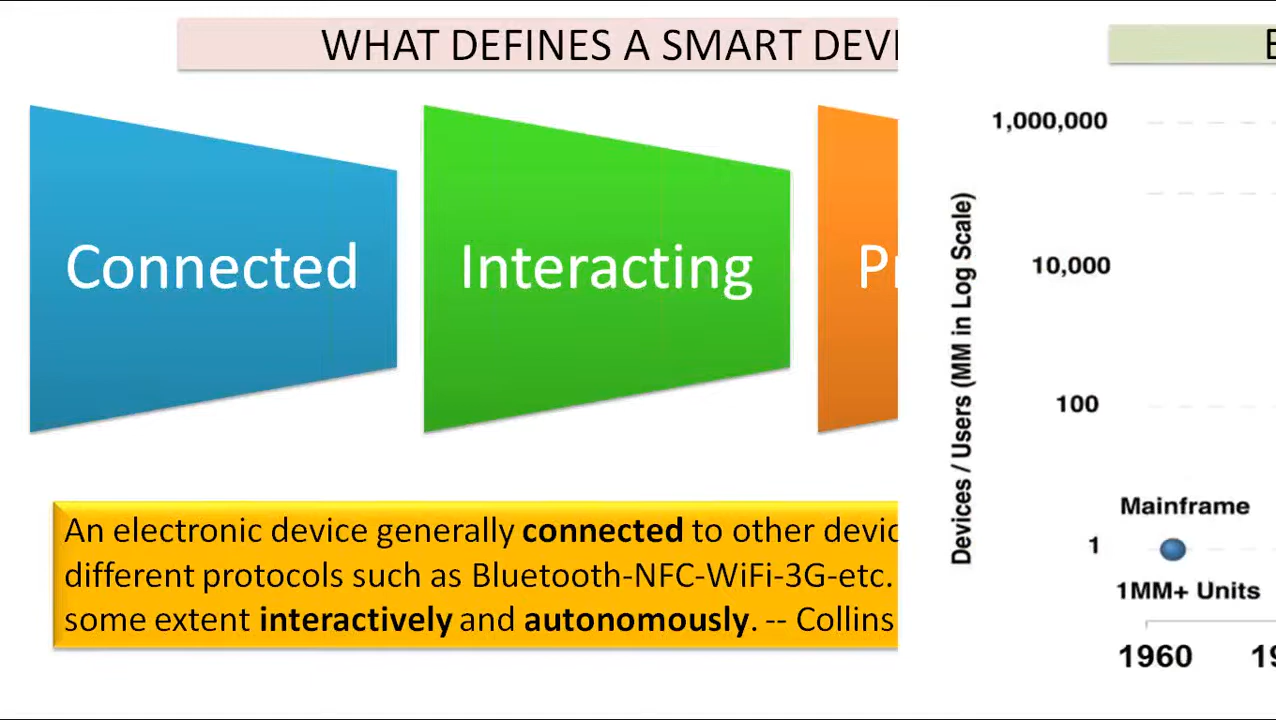 WHAT DEFINES A SMART
Connected
Interacting
An electronic device generally connected to other
different protocols such as Bluetooth-NFC-WiFi-3G-etc.
some extent interactively and autonomously. -- Collins
1,000,000
10,000
100
1
Devices / Users (MM in Log Scale)
Mainframe
1MM+ Units
1960